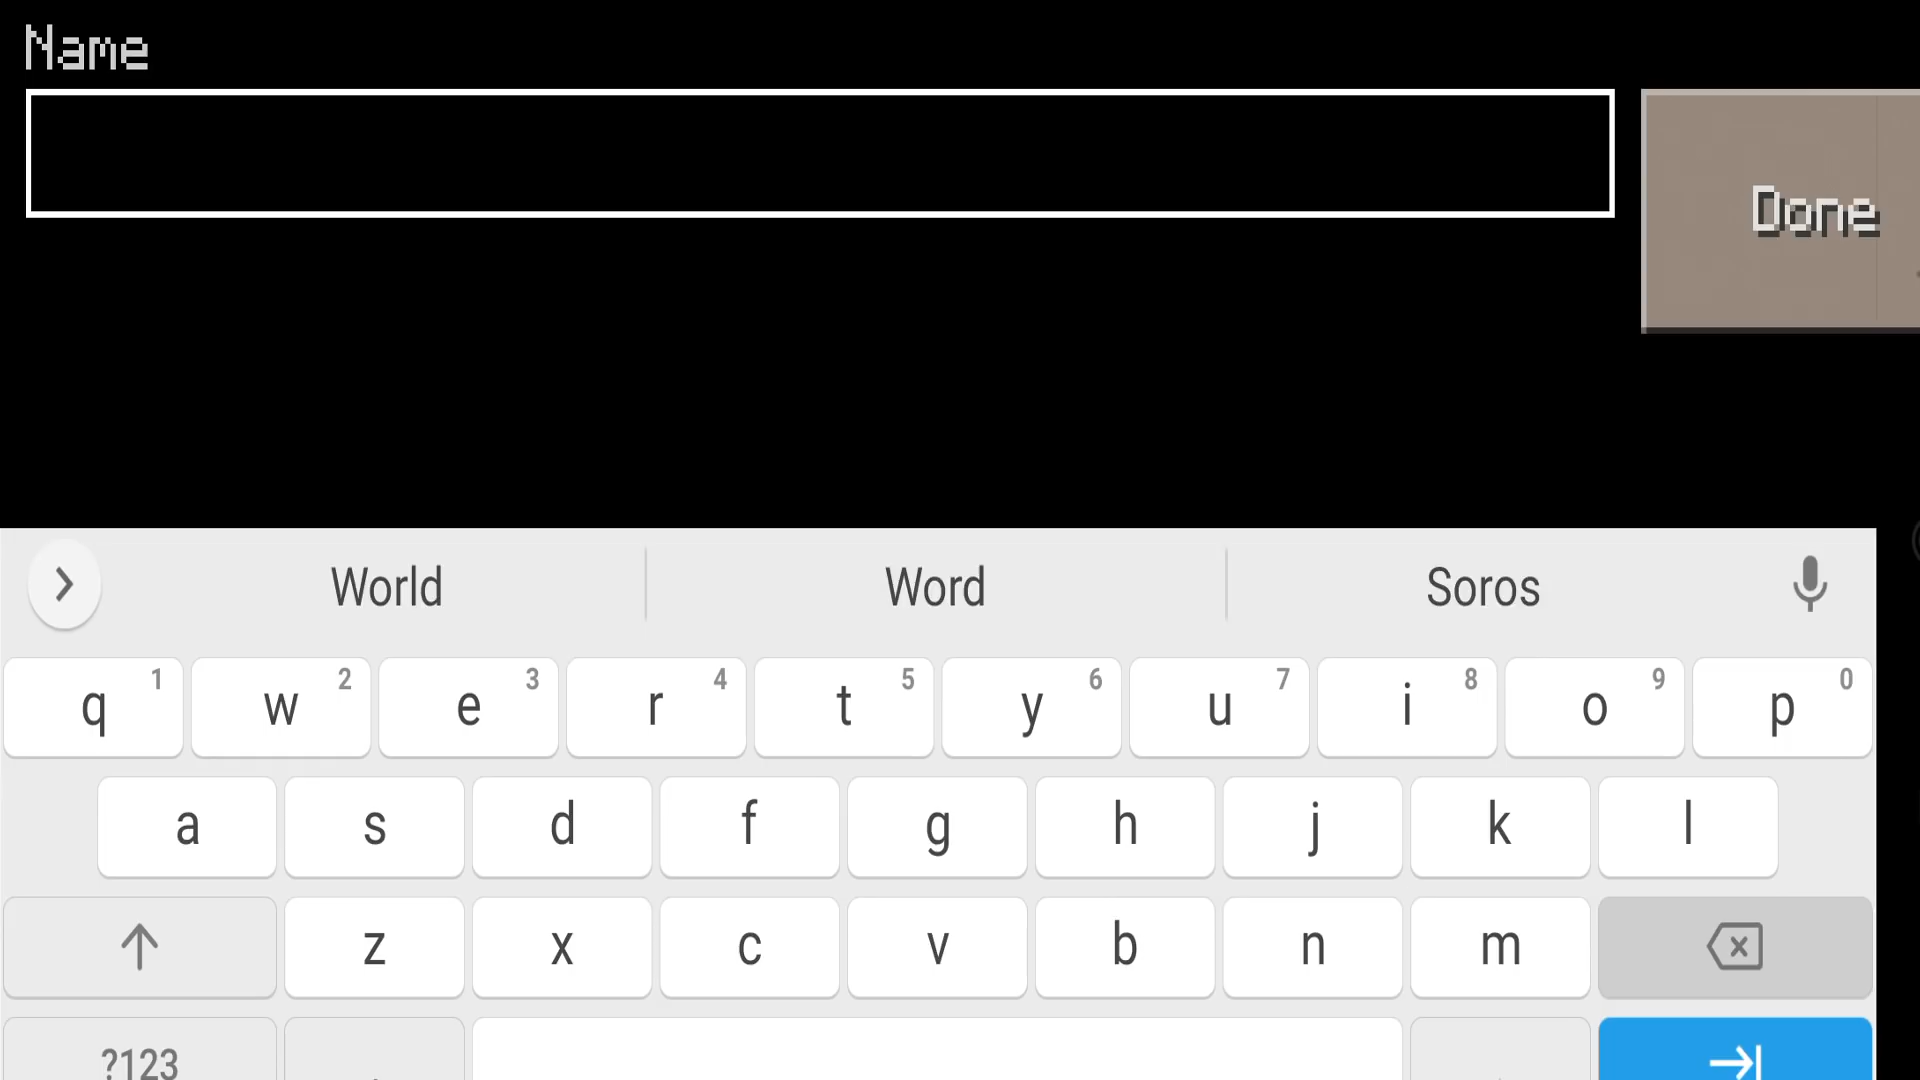 Name
Done
World Word Soros
q 1 w 2 e 3 r 4 t 5 y 6 u 7 i 8 o 9 p 0
a s d f g h j k l
z x c v b n m
?123